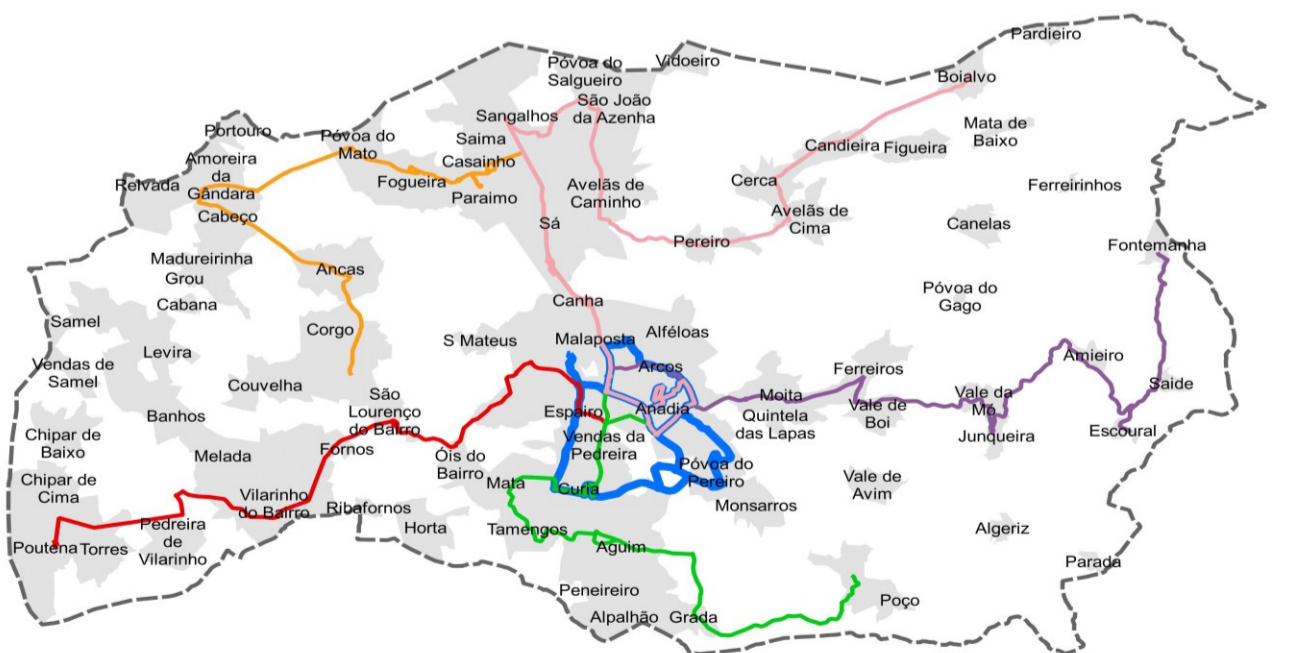 Pardieiro
Póvoa do
Salgueiro
Vidoeiro
Boialvo
São João
da Azenha
Sangalhos
Portouro
Póvoa do
Mato
Saima
Mata de
Baixo
Candieira
Figueira
Amoreira
da
Gândara
Casainho
Relvada
Fogueira
Paraimo
Avelãs de
Caminho
Cerca
Ferreirinhos
Cabeço
Sá
Avelãs de
Cima
Canelas
Pereiro
Fontemanha
Madureirinha
Grou
Ancas
Cabana
Canha
Póvoa do
Gago
Samel
Corgo
S Mateus
Malaposta
Alféloas
Levira
Vendas de
Samel
Arcos
Ferreiros
Amieiro
Couvelha
Saide
São
Lourenço
do Bairro
Moita
Vale da
Mó
Banhos
Espairo
Anadia
Quintela
das Lapas
Vale de
Boi
Chipar de
Baixo
Fornos
Vendas da
Pedreira
Junqueira
Escoural
Melada
Óis do
Bairro
Póvoa do
Pereiro
Chipar de
Cima
Mata
Curia
Vale de
Avim
Vilarinho
do Bairro
Ribafornos
Monsarros
Horta
Tamengos
Algeriz
Pedreira
de
Vilarinho
Poutena
Torres
Aguim
Parada
Peneireiro
Poço
Alpalhão
Grada